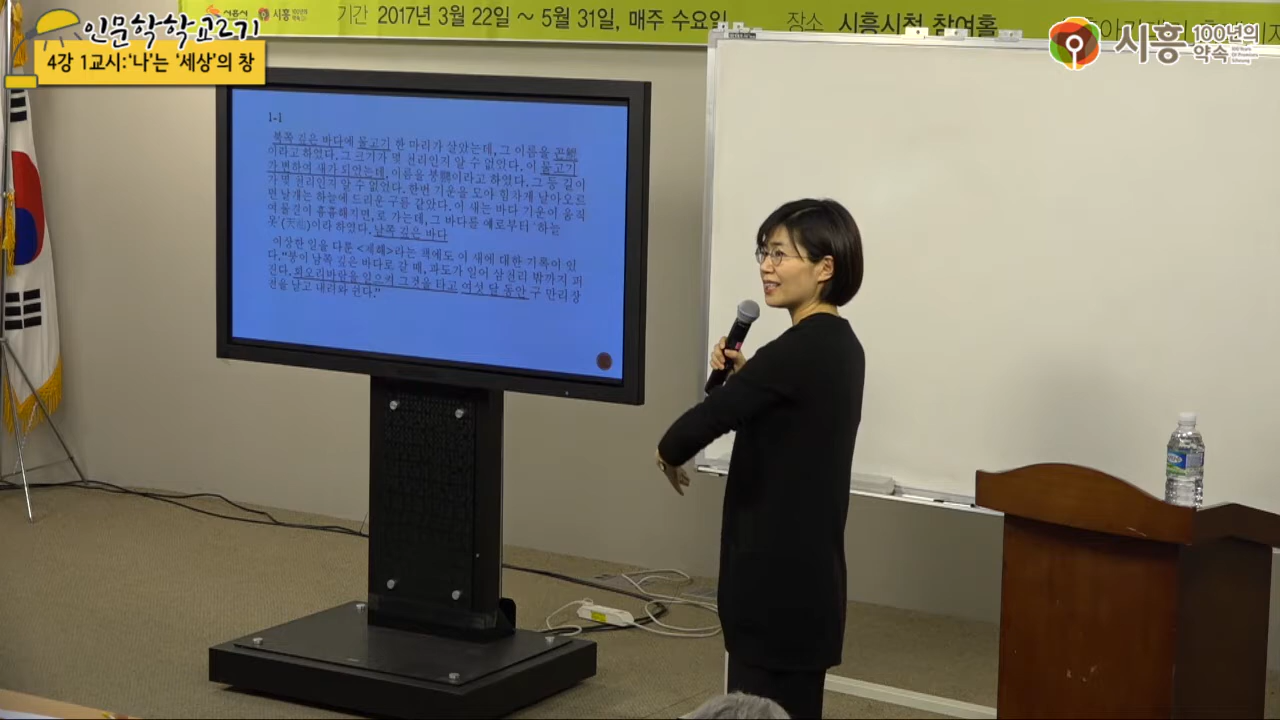 인문학학교2기
4강 1교시:'나'는 '세상'의 창
시흥시
시흥
기간 2017년 3월 22일 ~ 5월 31일, 매주 수요일
장소 시흥시청 참여홀
시흥 100년의
약속
1-1
북쪽 깊은 바다에 물고기 한 마리가 살았는데, 그 이름을 곤鯤
이라고 하였다. 그 크기가 몇 천리인지 알 수 없었다. 이 물고기
가 변하여 새가 되었는데, 이름을 붕鵬이라고 하였다. 그 등 길이
가 몇 천리인지 알 수 없었다. 한번 기운을 모아 힘차게 날아오르
면 날개는 하늘에 드리운 구름 같았다. 이 새는 바다 기운이 움직
여 물결이 흉흉해지면, 로 가는데, 그 바다를 예로부터 '하늘
못'(天池)이라 하였다. 남쪽 깊은 바다
이상한 일을 다룬 <제해>라는 책에도 이 새에 대한 기록이 있
다. "붕이 남쪽 깊은 바다로 갈 때, 파도가 일어 삼천리 밖까지 퍼
진다. 회오리바람을 일으켜 그것을 타고 여섯 달 동안 구 만리 장
천을 날고 내려와 쉰다."